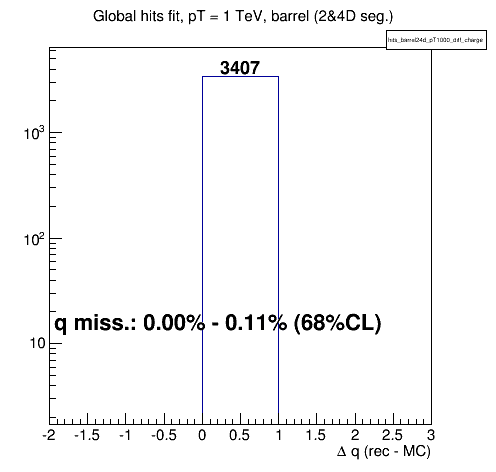 Global hits fit, pT = 1 TeV, barrel (2&4D seg.)
hits_barrel24d_pT1000_diff_charge
3407
10³
10²
q miss.: 0.00% - 0.11% (68%CL)
10
-2 -1.5 -1 -0.5 0 0.5 1 1.5 2 2.5 3
Δ q (rec - MC)